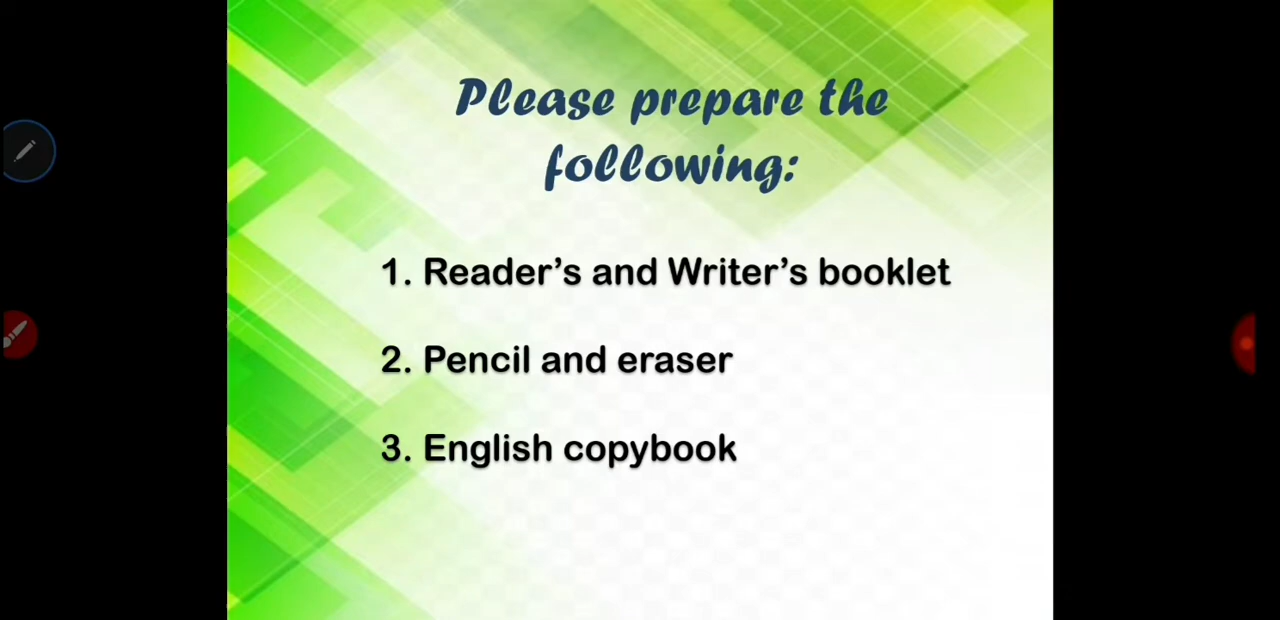 Please prepare the
following:
1. Reader’s and Writer’s booklet
2. Pencil and eraser
3. English copybook